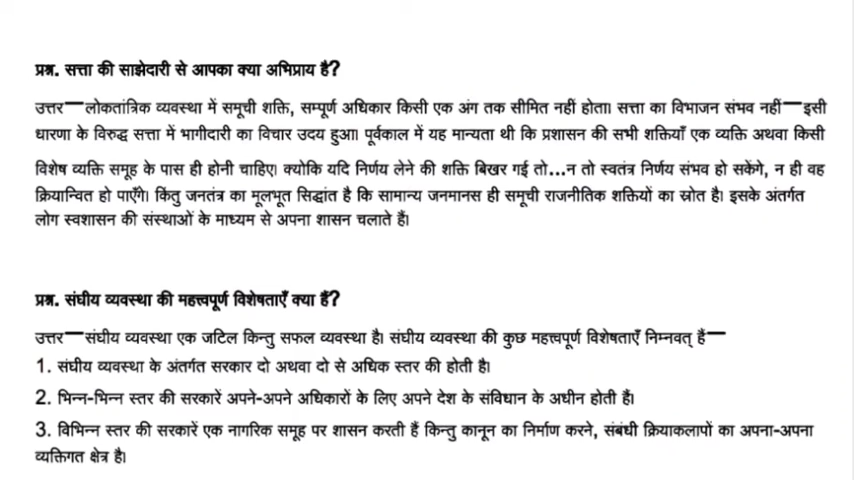 प्रश्न. सत्ता की साझेदारी से आपका क्या अभिप्राय है?
उत्तर—लोकतांत्रिक व्यवस्था में समूची शक्ति, सम्पूर्ण अधिकार किसी एक अंग तक सीमित नहीं होता। सत्ता का विभाजन संभव नहीं—इसी
धारणा के विरुद्ध सत्ता में भागीदारी का विचार उदय हुआ। पूर्वकाल में यह मान्यता थी कि प्रशासन की सभी शक्तियाँ एक व्यक्ति अथवा किसी
विशेष व्यक्ति समूह के पास ही होनी चाहिए। क्योकि यदि निर्णय लेने की शक्ति बिखर गई तो...न तो स्वतंत्र निर्णय संभव हो सकेंगे, न ही वह
क्रियान्वित हो पाएँगे। किंतु जनतंत्र का मूलभूत सिद्धांत है कि सामान्य जनमानस ही समूची राजनीतिक शक्तियों का स्रोत है। इसके अंतर्गत
लोग स्वशासन की संस्थाओं के माध्यम से अपना शासन चलाते हैं।
प्रश्न. संघीय व्यवस्था की महत्त्वपूर्ण विशेषताएँ क्या हैं?
उत्तर—संघीय व्यवस्था एक जटिल किन्तु सफल व्यवस्था है। संघीय व्यवस्था की कुछ महत्त्वपूर्ण विशेषताएँ निम्नवत् हैं—
1. संघीय व्यवस्था के अंतर्गत सरकार दो अथवा दो से अधिक स्तर की होती है।
2. भिन्न-भिन्न स्तर की सरकारें अपने-अपने अधिकारों के लिए अपने देश के संविधान के अधीन होती हैं।
3. विभिन्न स्तर की सरकारें एक नागरिक समूह पर शासन करती हैं किन्तु कानून का निर्माण करने, संबंधी क्रियाकलापों का अपना-अपना
व्यक्तिगत क्षेत्र है।